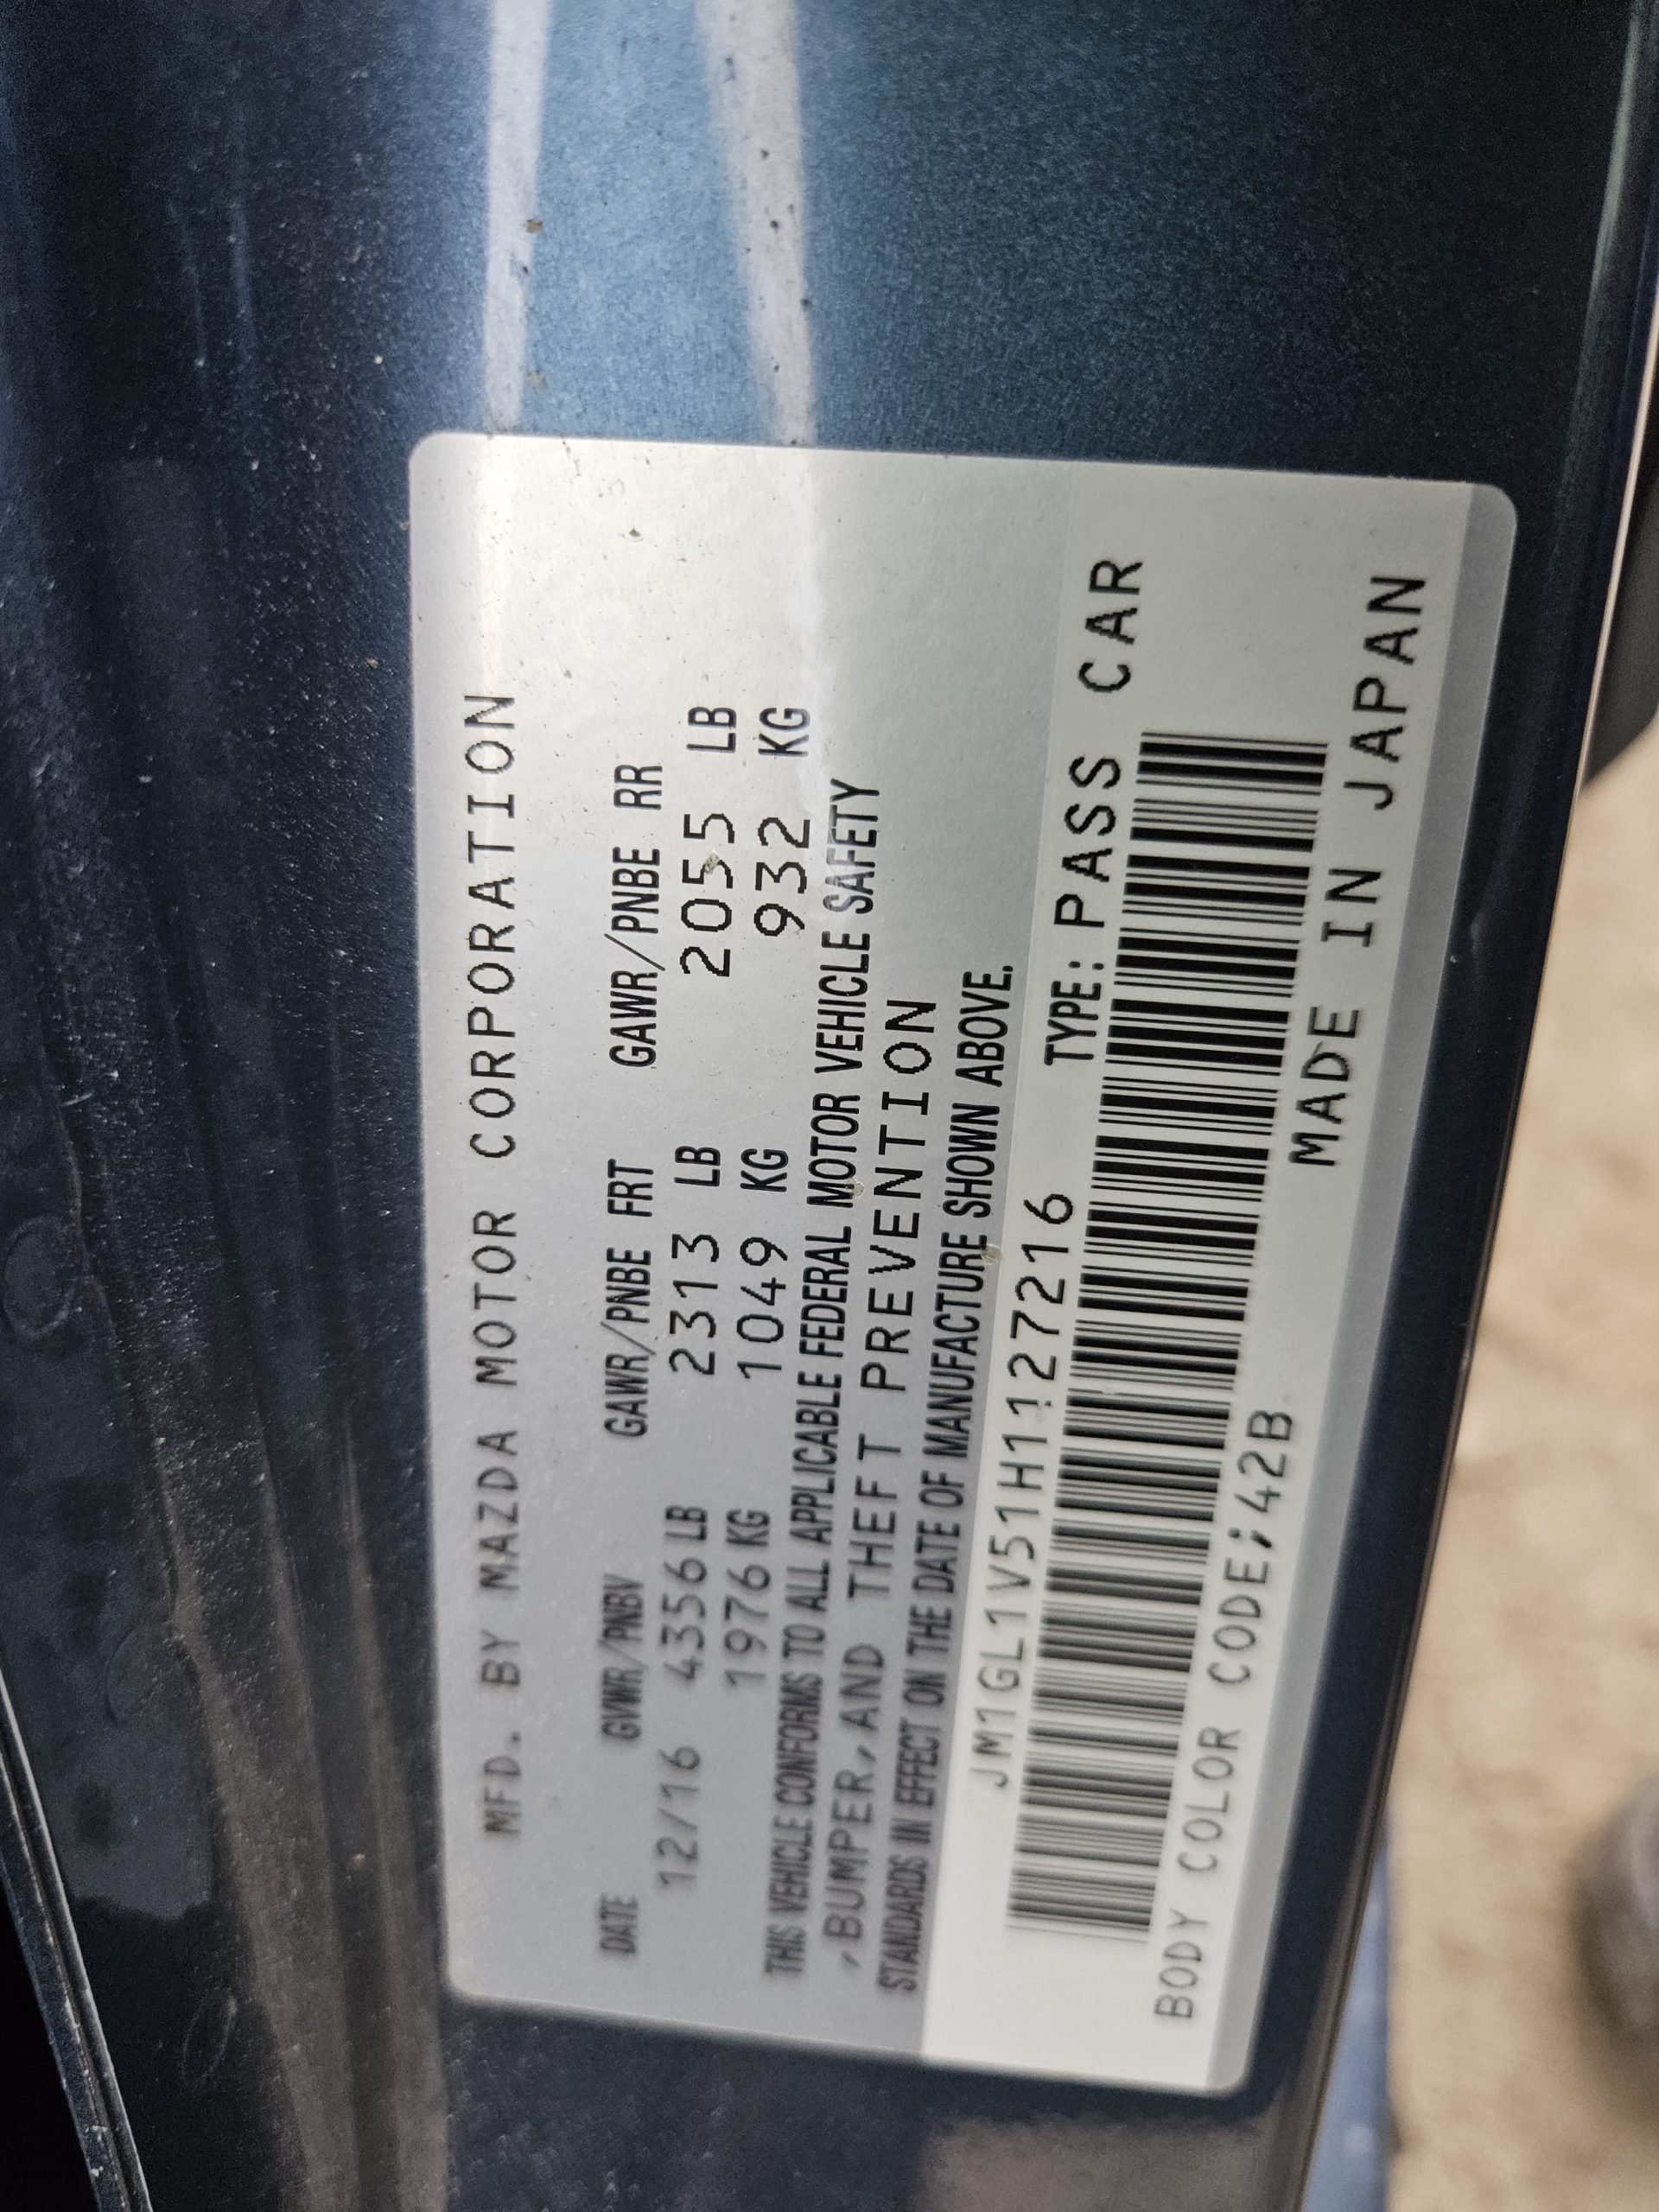 MFD. BY MAZDA MOTOR CORPORATION
DATE GVWR/PNBV GAWR/PNBE FRT GAWR/PNBE RR
12/16 4356 LB 2313 LB 2055 LB
1976 KG 1049 KG 932 KG
THIS VEHICLE CONFORMS TO ALL APPLICABLE FEDERAL MOTOR VEHICLE SAFETY
,BUMPER,AND THEFT PREVENTION
STANDARDS IN EFFECT ON THE DATE OF MANUFACTURE SHOWN ABOVE.
JM1GL1V51H1127216 TYPE: PASS CAR
BODY COLOR CODE;42B MADE IN JAPAN